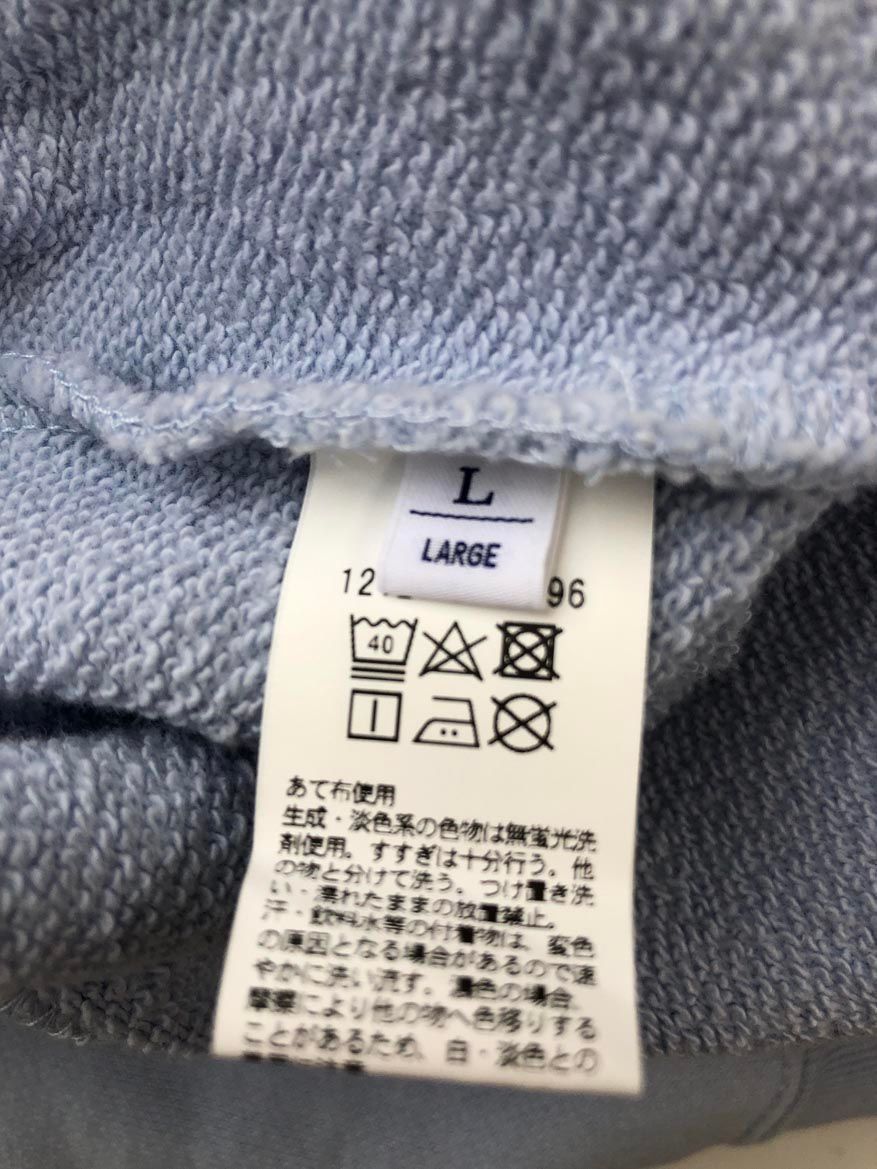 L
LARGE
12 96
40
あて布使用
生成・淡色系の色物は無蛍光洗
剤使用。すすぎは十分行う。他
の物と分けて洗う。つけ置き洗
い・濡れたままの放置禁止。
汗・飲料水等の付着物は、変色
の原因となる場合があるので速
やかに洗い流す。濃色の場合、
摩擦により他の物へ色移りする
ことがあるため、白・淡色との